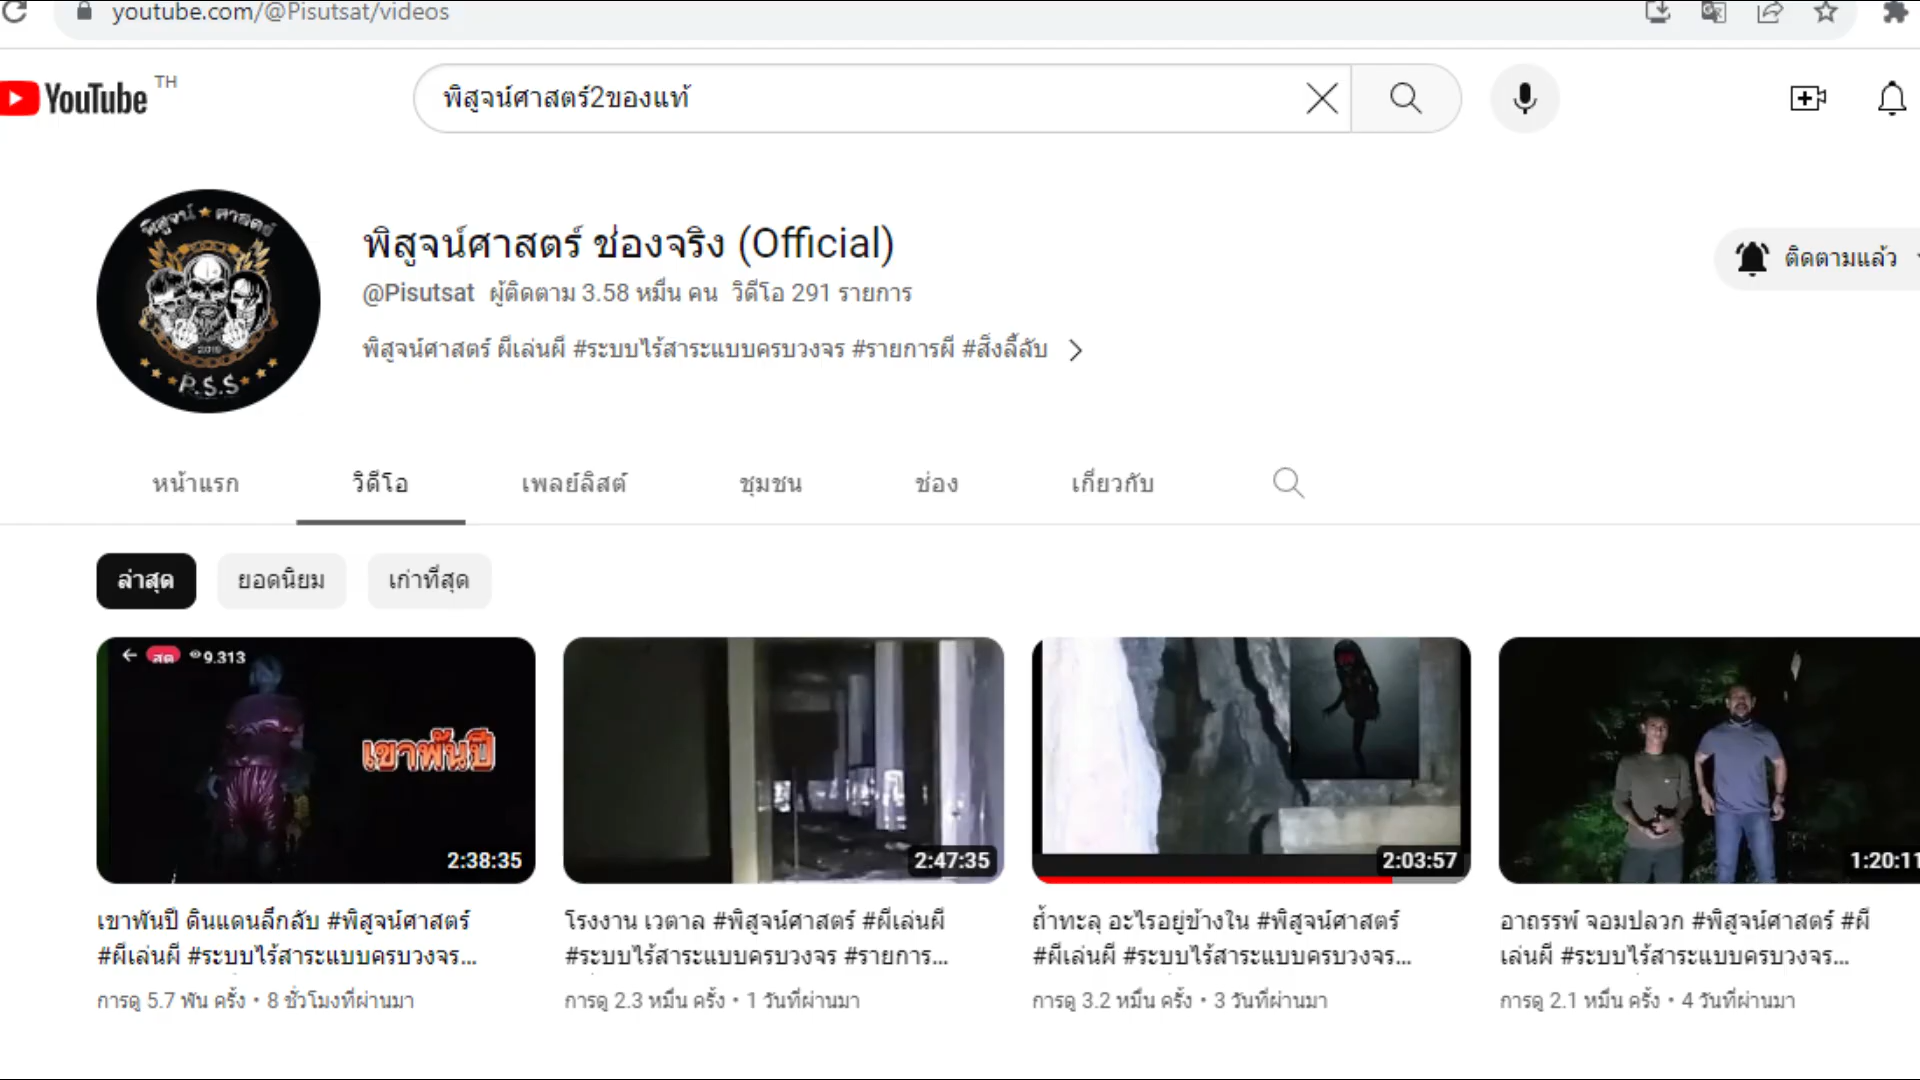 youtube.com/@Pisutsat/videos
YouTube TH
พิสูจน์ศาสตร์2ของแท้
พิสูจน์ ศาสตร์
2019
P.S.S
พิสูจน์ศาสตร์ ช่องจริง (Official)
@Pisutsat ผู้ติดตาม 3.58 หมื่น คน วิดีโอ 291 รายการ
พิสูจน์ศาสตร์ ผีเล่นผี #ระบบไร้สาระแบบครบวงจร #รายการผี #สิ่งลี้ลับ
ติดตามแล้ว
หน้าแรก วิดีโอ เพลย์ลิสต์ ชุมชน ช่อง เกี่ยวกับ
ล่าสุด ยอดนิยม เก่าที่สุด
สด 9.313
เขาพันปี
2:38:35 2:47:35 2:03:57 1:20:11
เขาพันปี ดินแดนลึกลับ #พิสูจน์ศาสตร์
#ผีเล่นผี #ระบบไร้สาระแบบครบวงจร...
การดู 5.7 พัน ครั้ง • 8 ชั่วโมงที่ผ่านมา
โรงงาน เวตาล #พิสูจน์ศาสตร์ #ผีเล่นผี
#ระบบไร้สาระแบบครบวงจร #รายการ...
การดู 2.3 หมื่น ครั้ง • 1 วันที่ผ่านมา
ถ้ำทะลุ อะไรอยู่ข้างใน #พิสูจน์ศาสตร์
#ผีเล่นผี #ระบบไร้สาระแบบครบวงจร...
การดู 3.2 หมื่น ครั้ง • 3 วันที่ผ่านมา
อาถรรพ์ จอมปลวก #พิสูจน์ศาสตร์ #ผี
เล่นผี #ระบบไร้สาระแบบครบวงจร...
การดู 2.1 หมื่น ครั้ง • 4 วันที่ผ่านมา